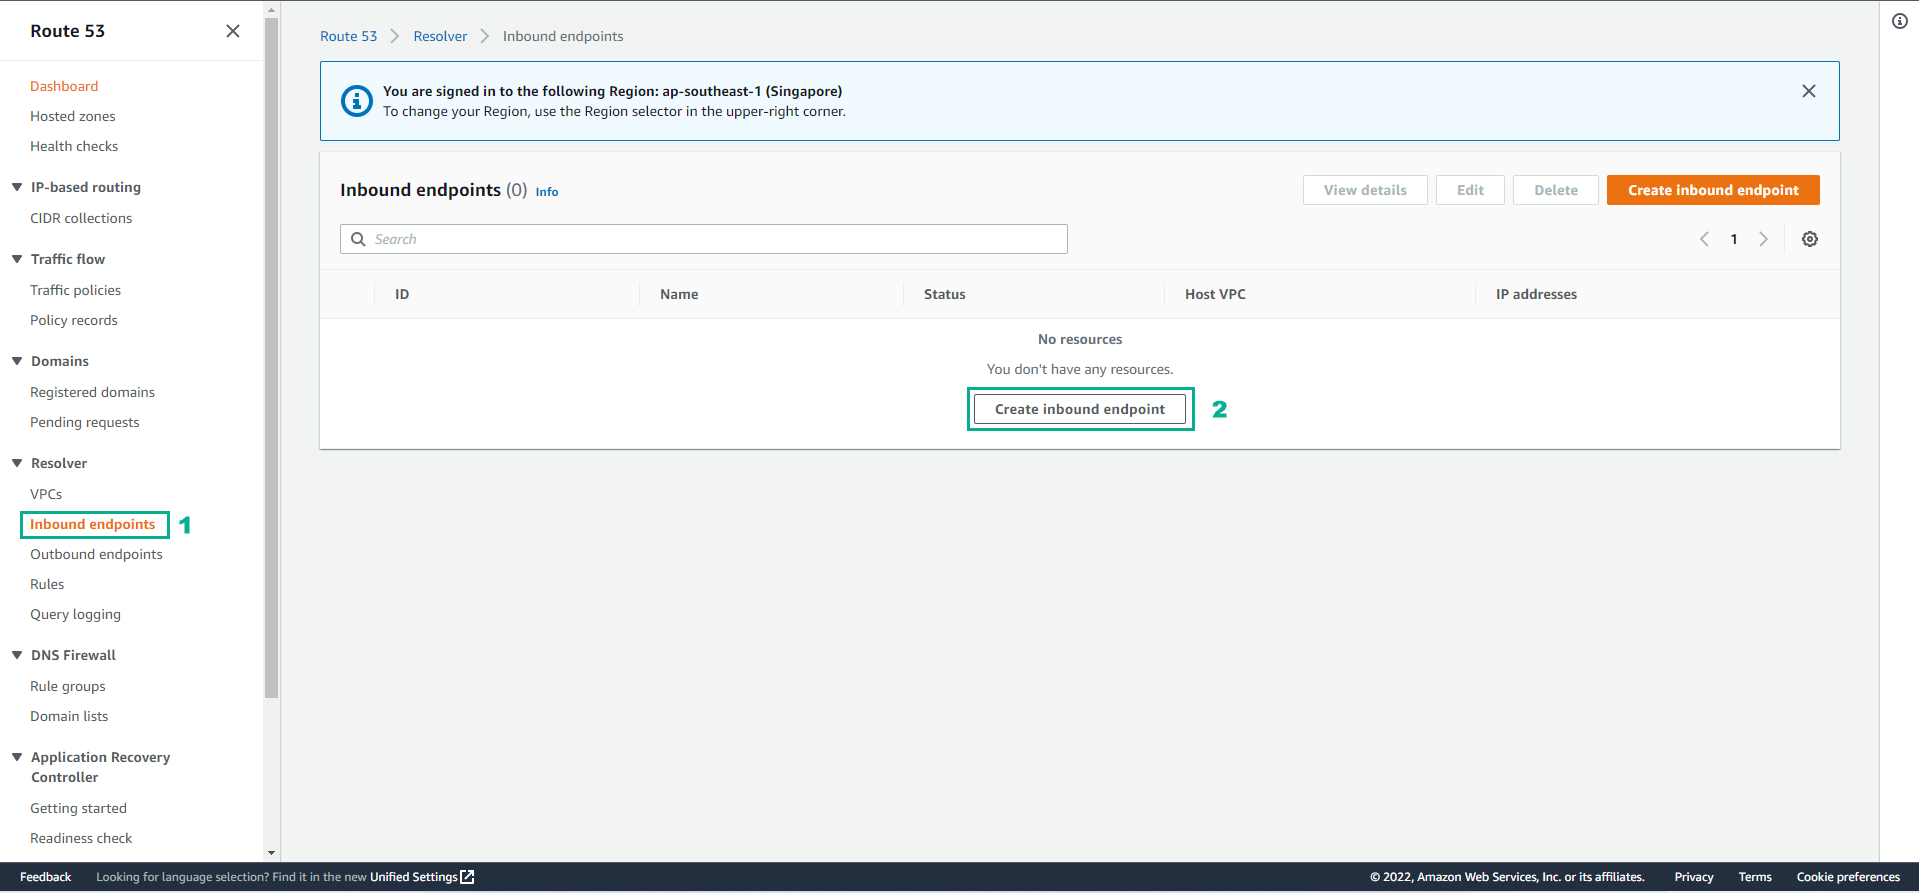 Route 53
Dashboard
Hosted zones
Health checks
IP-based routing
CIDR collections
Traffic flow
Traffic policies
Policy records
Domains
Registered domains
Pending requests
Resolver
VPCs
Inbound endpoints 1
Outbound endpoints
Rules
Query logging
DNS Firewall
Rule groups
Domain lists
Application Recovery
Controller
Getting started
Readiness check
Route 53 Resolver Inbound endpoints
You are signed in to the following Region: ap-southeast-1 (Singapore)
To change your Region, use the Region selector in the upper-right corner.
Inbound endpoints (0) Info
View details Edit Delete Create inbound endpoint
Search
1
ID Name Status Host VPC IP addresses
No resources
You don't have any resources.
Create inbound endpoint 2
Feedback Looking for language selection? Find it in the new Unified Settings © 2022, Amazon Web Services, Inc. or its affiliates. Privacy Terms Cookie preferences